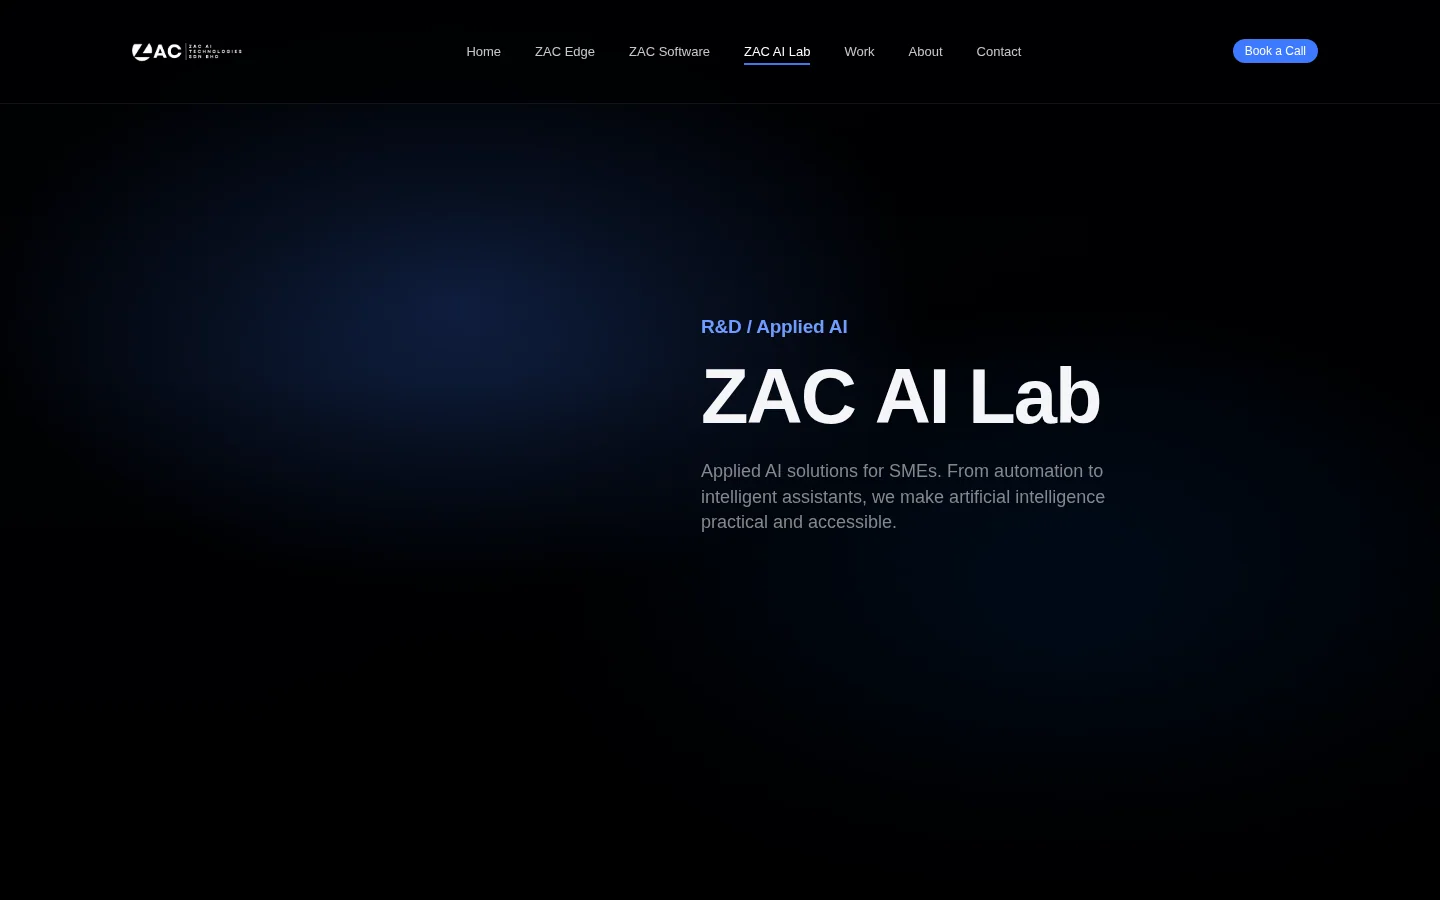 ZAC
ZAC AI
TECHNOLOGIES
SDN BHD
Home
ZAC Edge
ZAC Software
ZAC AI Lab
Work
About
Contact
Book a Call
R&D / Applied AI
ZAC AI Lab
Applied AI solutions for SMEs. From automation to
intelligent assistants, we make artificial intelligence
practical and accessible.